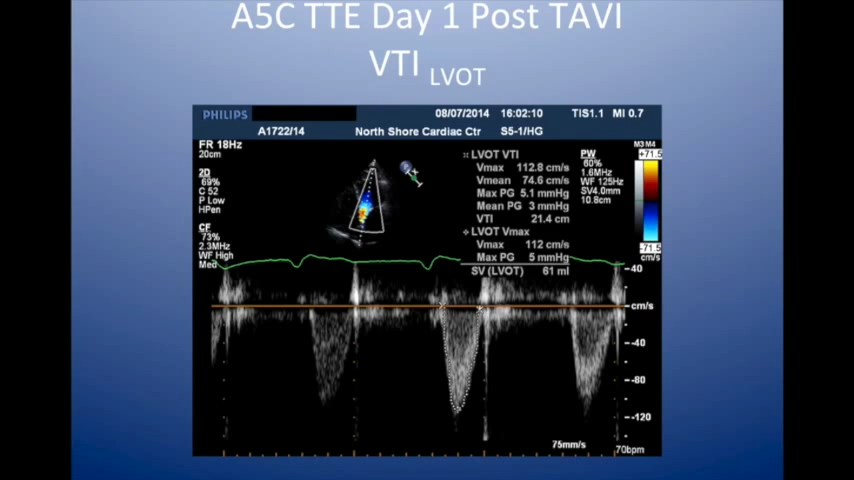 A5C TTE Day 1 Post TAVI
VTI LVOT
PHILIPS 08/07/2014 16:02:10 TIS1.1 MI 0.7
A1722/14 North Shore Cardiac Ctr S5-1/HG
FR 18Hz
20cm
2D
69%
C 52
P Low
HPen
CF
73%
2.3MHz
WF High
Med
LVOT VTI
Vmax 112.8 cm/s
Vmean 74.6 cm/s
Max PG 5.1 mmHg
Mean PG 3 mmHg
VTI 21.4 cm
LVOT Vmax
Vmax 112 cm/s
Max PG 5 mmHg
SV (LVOT) 61 ml
PW
60%
1.6MHz
WF 125Hz
SV4.0mm
10.8cm
M3 M4
+71.5
-71.5
cm/s
40
cm/s
-40
-80
-120
75mm/s
70bpm